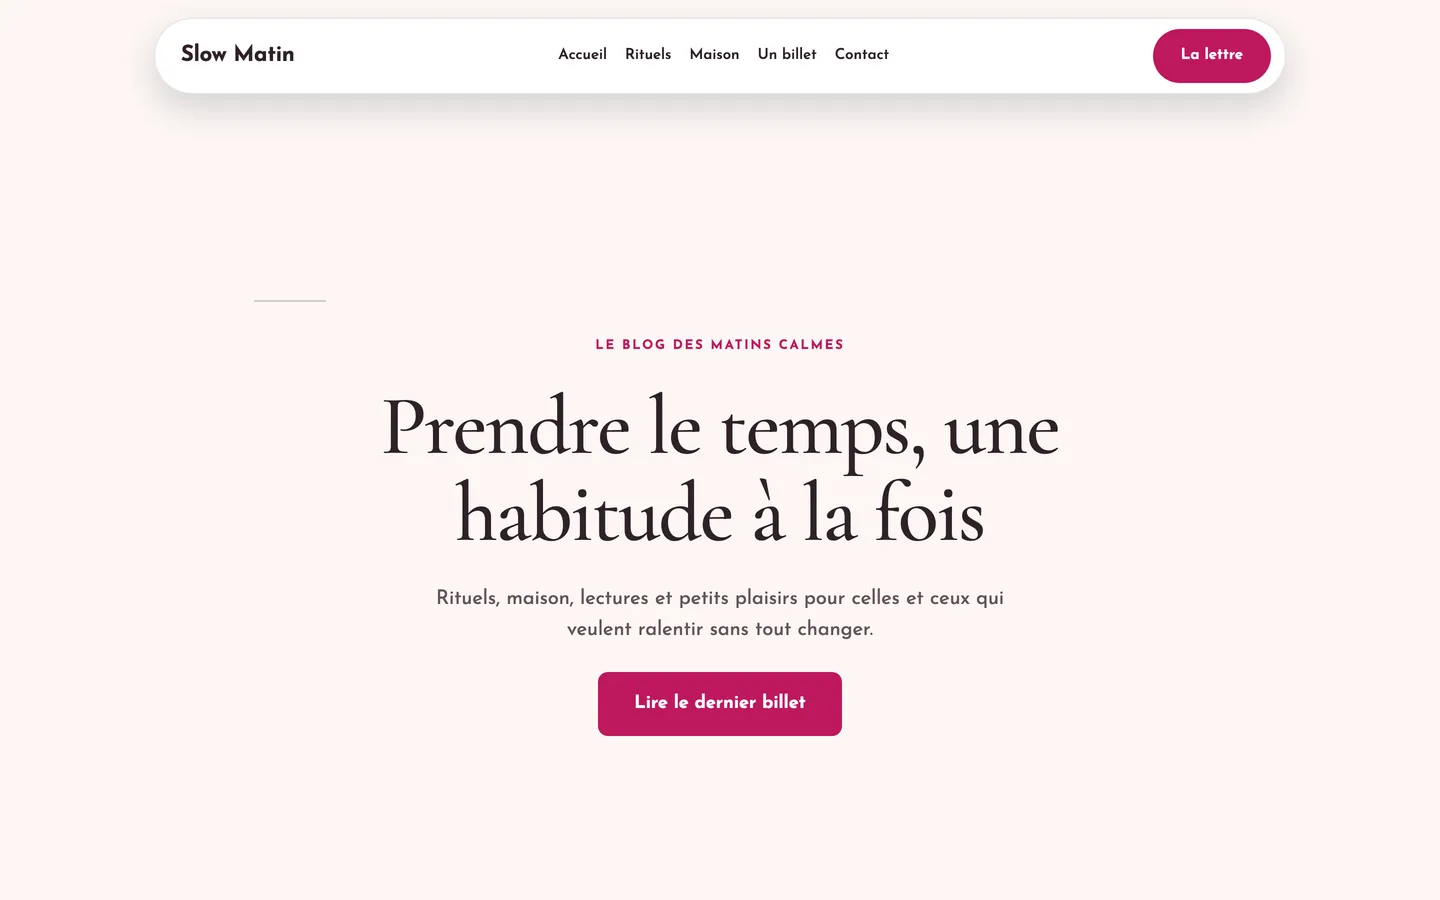 Slow Matin
Accueil Rituels Maison Un billet Contact
La lettre
LE BLOG DES MATINS CALMES
Prendre le temps, une
habitude à la fois
Rituels, maison, lectures et petits plaisirs pour celles et ceux qui
veulent ralentir sans tout changer.
Lire le dernier billet